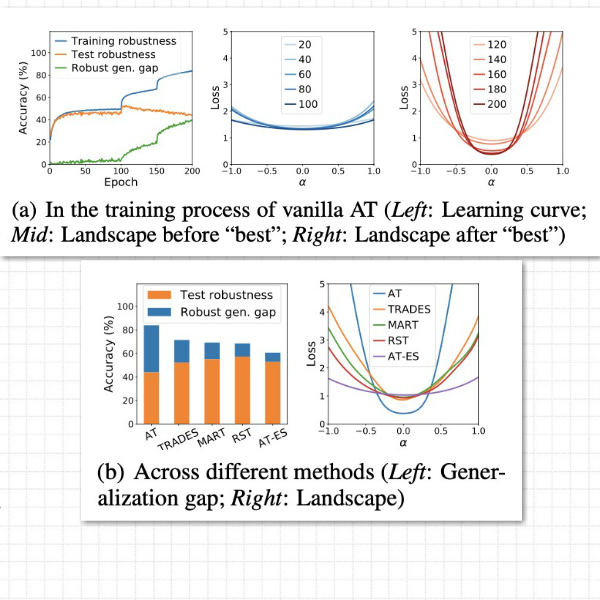 Training robustness
Test robustness
Robust gen. gap
Accuracy (%)
100
80
60
40
20
0
0 50 100 150 200
Epoch
Loss
5
4
3
2
1
0
20
40
60
80
100
−1.0 −0.5 0.0 0.5 1.0
α
Loss
5
4
3
2
1
0
120
140
160
180
200
−1.0 −0.5 0.0 0.5 1.0
α
(a) In the training process of vanilla AT (Left: Learning curve;
Mid: Landscape before “best”; Right: Landscape after “best”)
Test robustness
Robust gen. gap
Accuracy (%)
100
80
60
40
20
0
AT TRADES MART RST AT-ES
Loss
5
4
3
2
1
0
AT
TRADES
MART
RST
AT-ES
−1.0 −0.5 0.0 0.5 1.0
α
(b) Across different methods (Left: Gener-
alization gap; Right: Landscape)